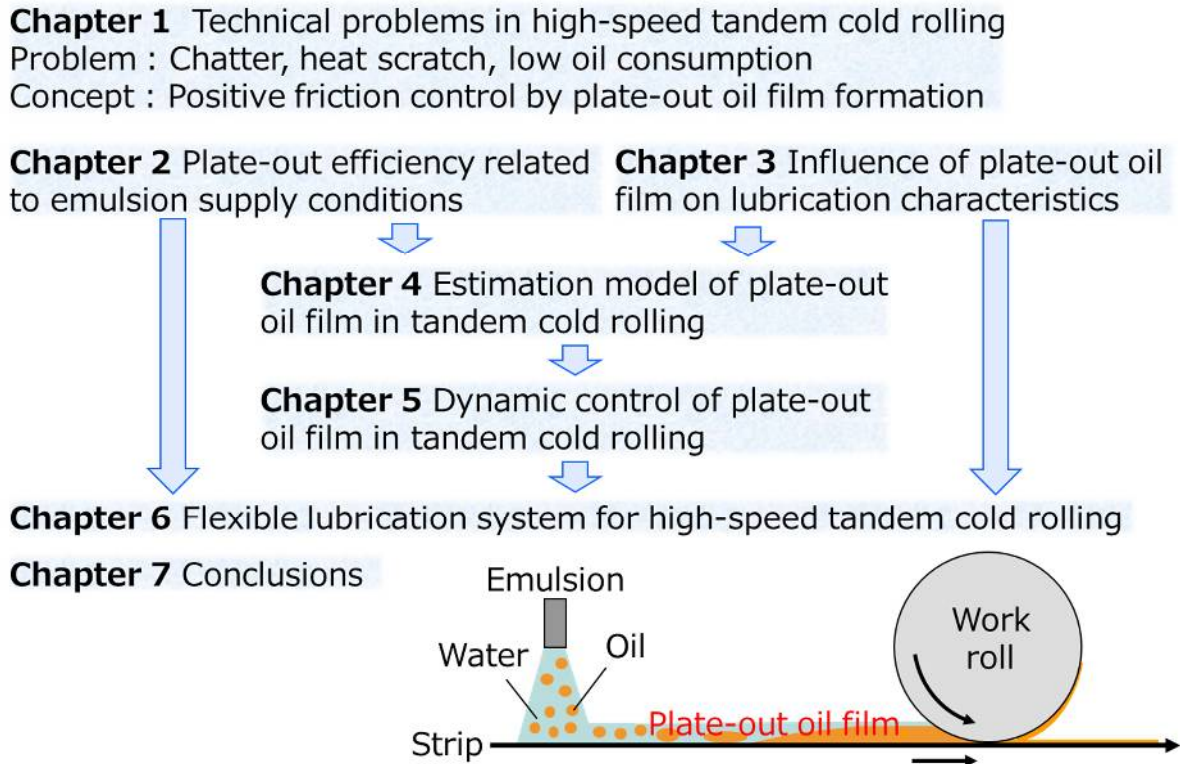 Chapter 1 Technical problems in high-speed tandem cold rolling
Problem : Chatter, heat scratch, low oil consumption
Concept : Positive friction control by plate-out oil film formation
Chapter 2 Plate-out efficiency related
to emulsion supply conditions
Chapter 3 Influence of plate-out oil
film on lubrication characteristics
Chapter 4 Estimation model of plate-out
oil film in tandem cold rolling
Chapter 5 Dynamic control of plate-out
oil film in tandem cold rolling
Chapter 6 Flexible lubrication system for high-speed tandem cold rolling
Chapter 7 Conclusions
Emulsion
Water
Oil
Work
roll
Plate-out oil film
Strip